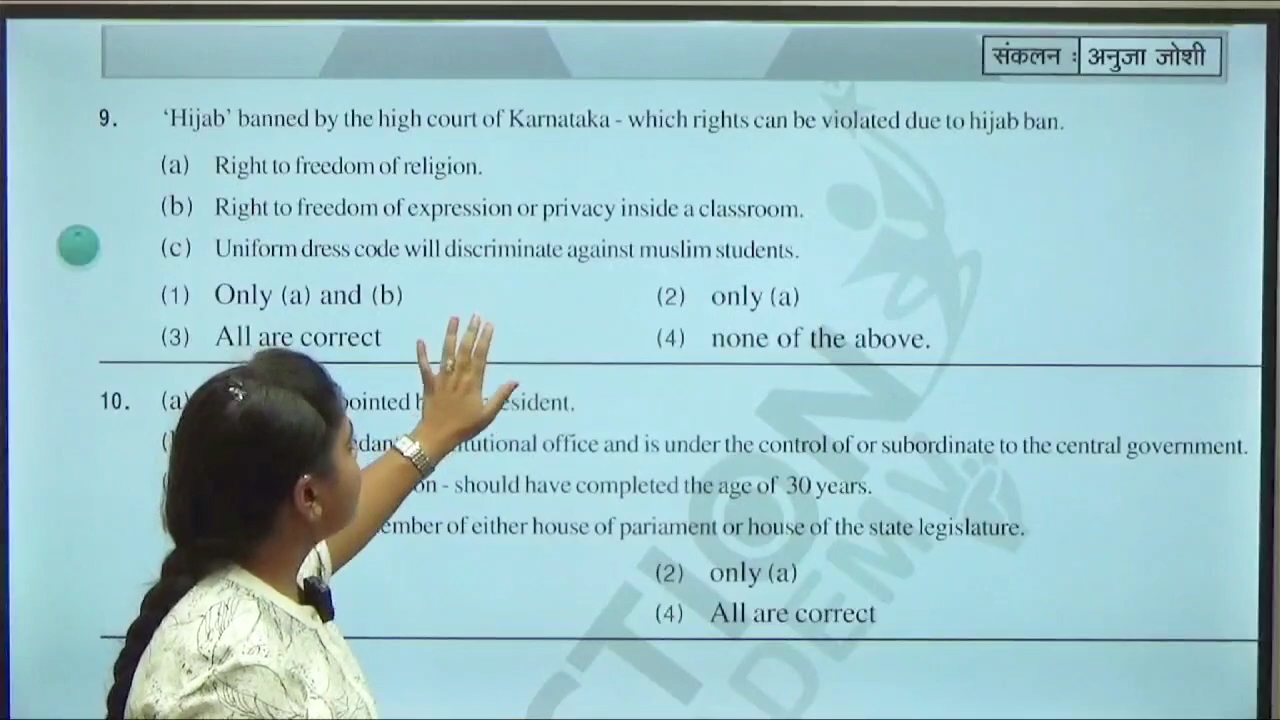 संकलन : अनुजा जोशी
9. ‘Hijab’ banned by the high court of Karnataka - which rights can be violated due to hijab ban.
(a) Right to freedom of religion.
(b) Right to freedom of expression or privacy inside a classroom.
(c) Uniform dress code will discriminate against muslim students.
(1) Only (a) and (b) (2) only (a)
(3) All are correct (4) none of the above.
10. (a)
office and is under the control of or subordinate to the central government.
- should have completed the age of 30 years.
of either house of pariament or house of the state legislature.
(2) only (a)
(4) All are correct